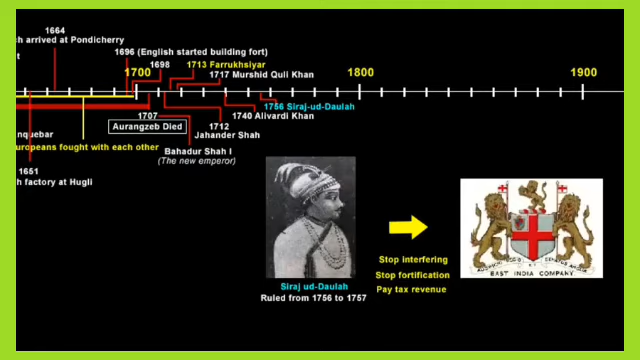 1664
ch arrived at Pondicherry
t
1696 (English started building fort)
1698
1713 Farrukhsiyar
1717 Murshid Quli Khan
1700
1800
1900
1756 Siraj-ud-Daulah
1740 Alivardi Khan
1707
Aurangzeb Died
1712
Jahander Shah
nquebar
uropeans fought with each other
Bahadur Shah I
(The new emperor)
1651
h factory at Hugli
Siraj ud-Daulah
Ruled from 1756 to 1757
Stop interfering
Stop fortification
Pay tax revenue
EAST INDIA COMPANY